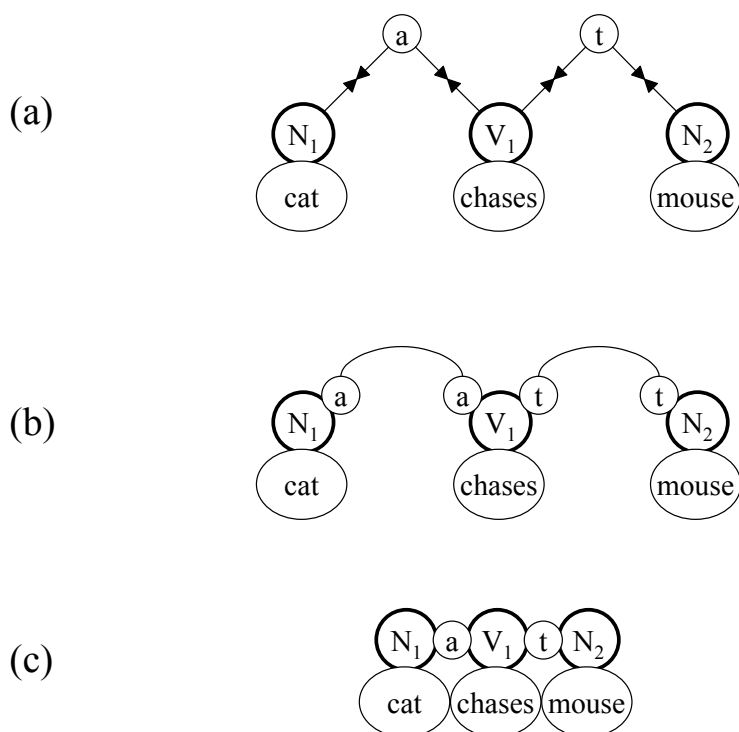 a t
(a) N₁ V₁ N₂
cat chases mouse
(b) N₁ a a V₁ t t N₂
cat chases mouse
(c) N₁ a V₁ t N₂
cat chases mouse